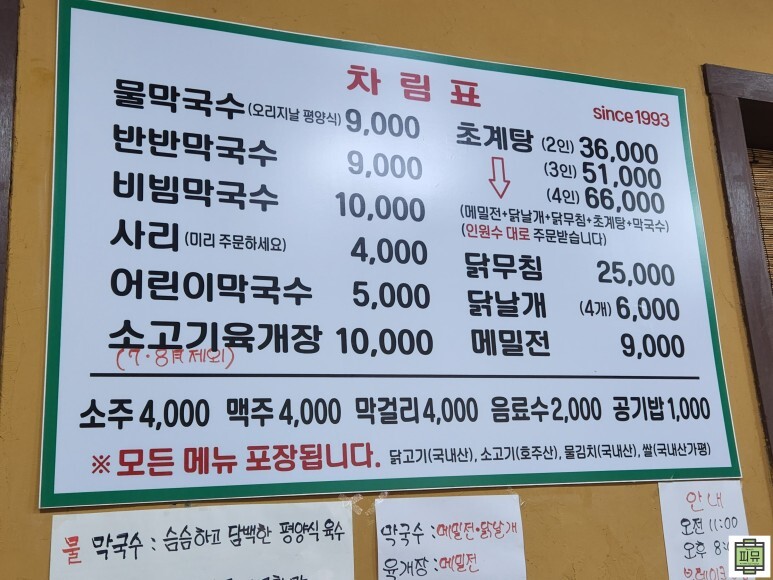 차림표
since1993
물막국수(오리지날 평양식) 9,000
반반막국수 9,000
비빔막국수 10,000
사리 (미리 주문하세요) 4,000
어린이막국수 5,000
소고기육개장 10,000
(7·8月 제외)
초계탕 (2인) 36,000
(3인) 51,000
(4인) 66,000
(메밀전+닭날개+닭무침+초계탕+막국수)
(인원수 대로 주문받습니다)
닭무침 25,000
닭날개 (4개) 6,000
메밀전 9,000
소주 4,000 맥주 4,000 막걸리 4,000 음료수 2,000 공기밥 1,000
※ 모든 메뉴 포장됩니다. 닭고기(국내산), 소고기(호주산), 물김치(국내산), 쌀(국내산가평)
물 막국수 : 슴슴하고 담백한 평양식 육수
막국수 : 메밀전·닭날개
육개장 : 메밀전
안내
오전 11:00
오후 8
피뮤